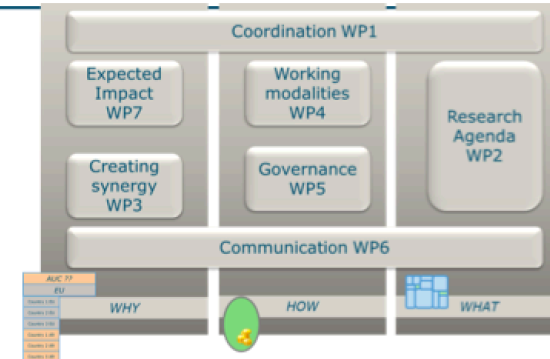 Coordination WP1
Expected
Impact
WP7
Working
modalities
WP4
Research
Agenda
WP2
Creating
synergy
WP3
Governance
WP5
Communication WP6
AUC ??
EU
WHY
HOW
WHAT